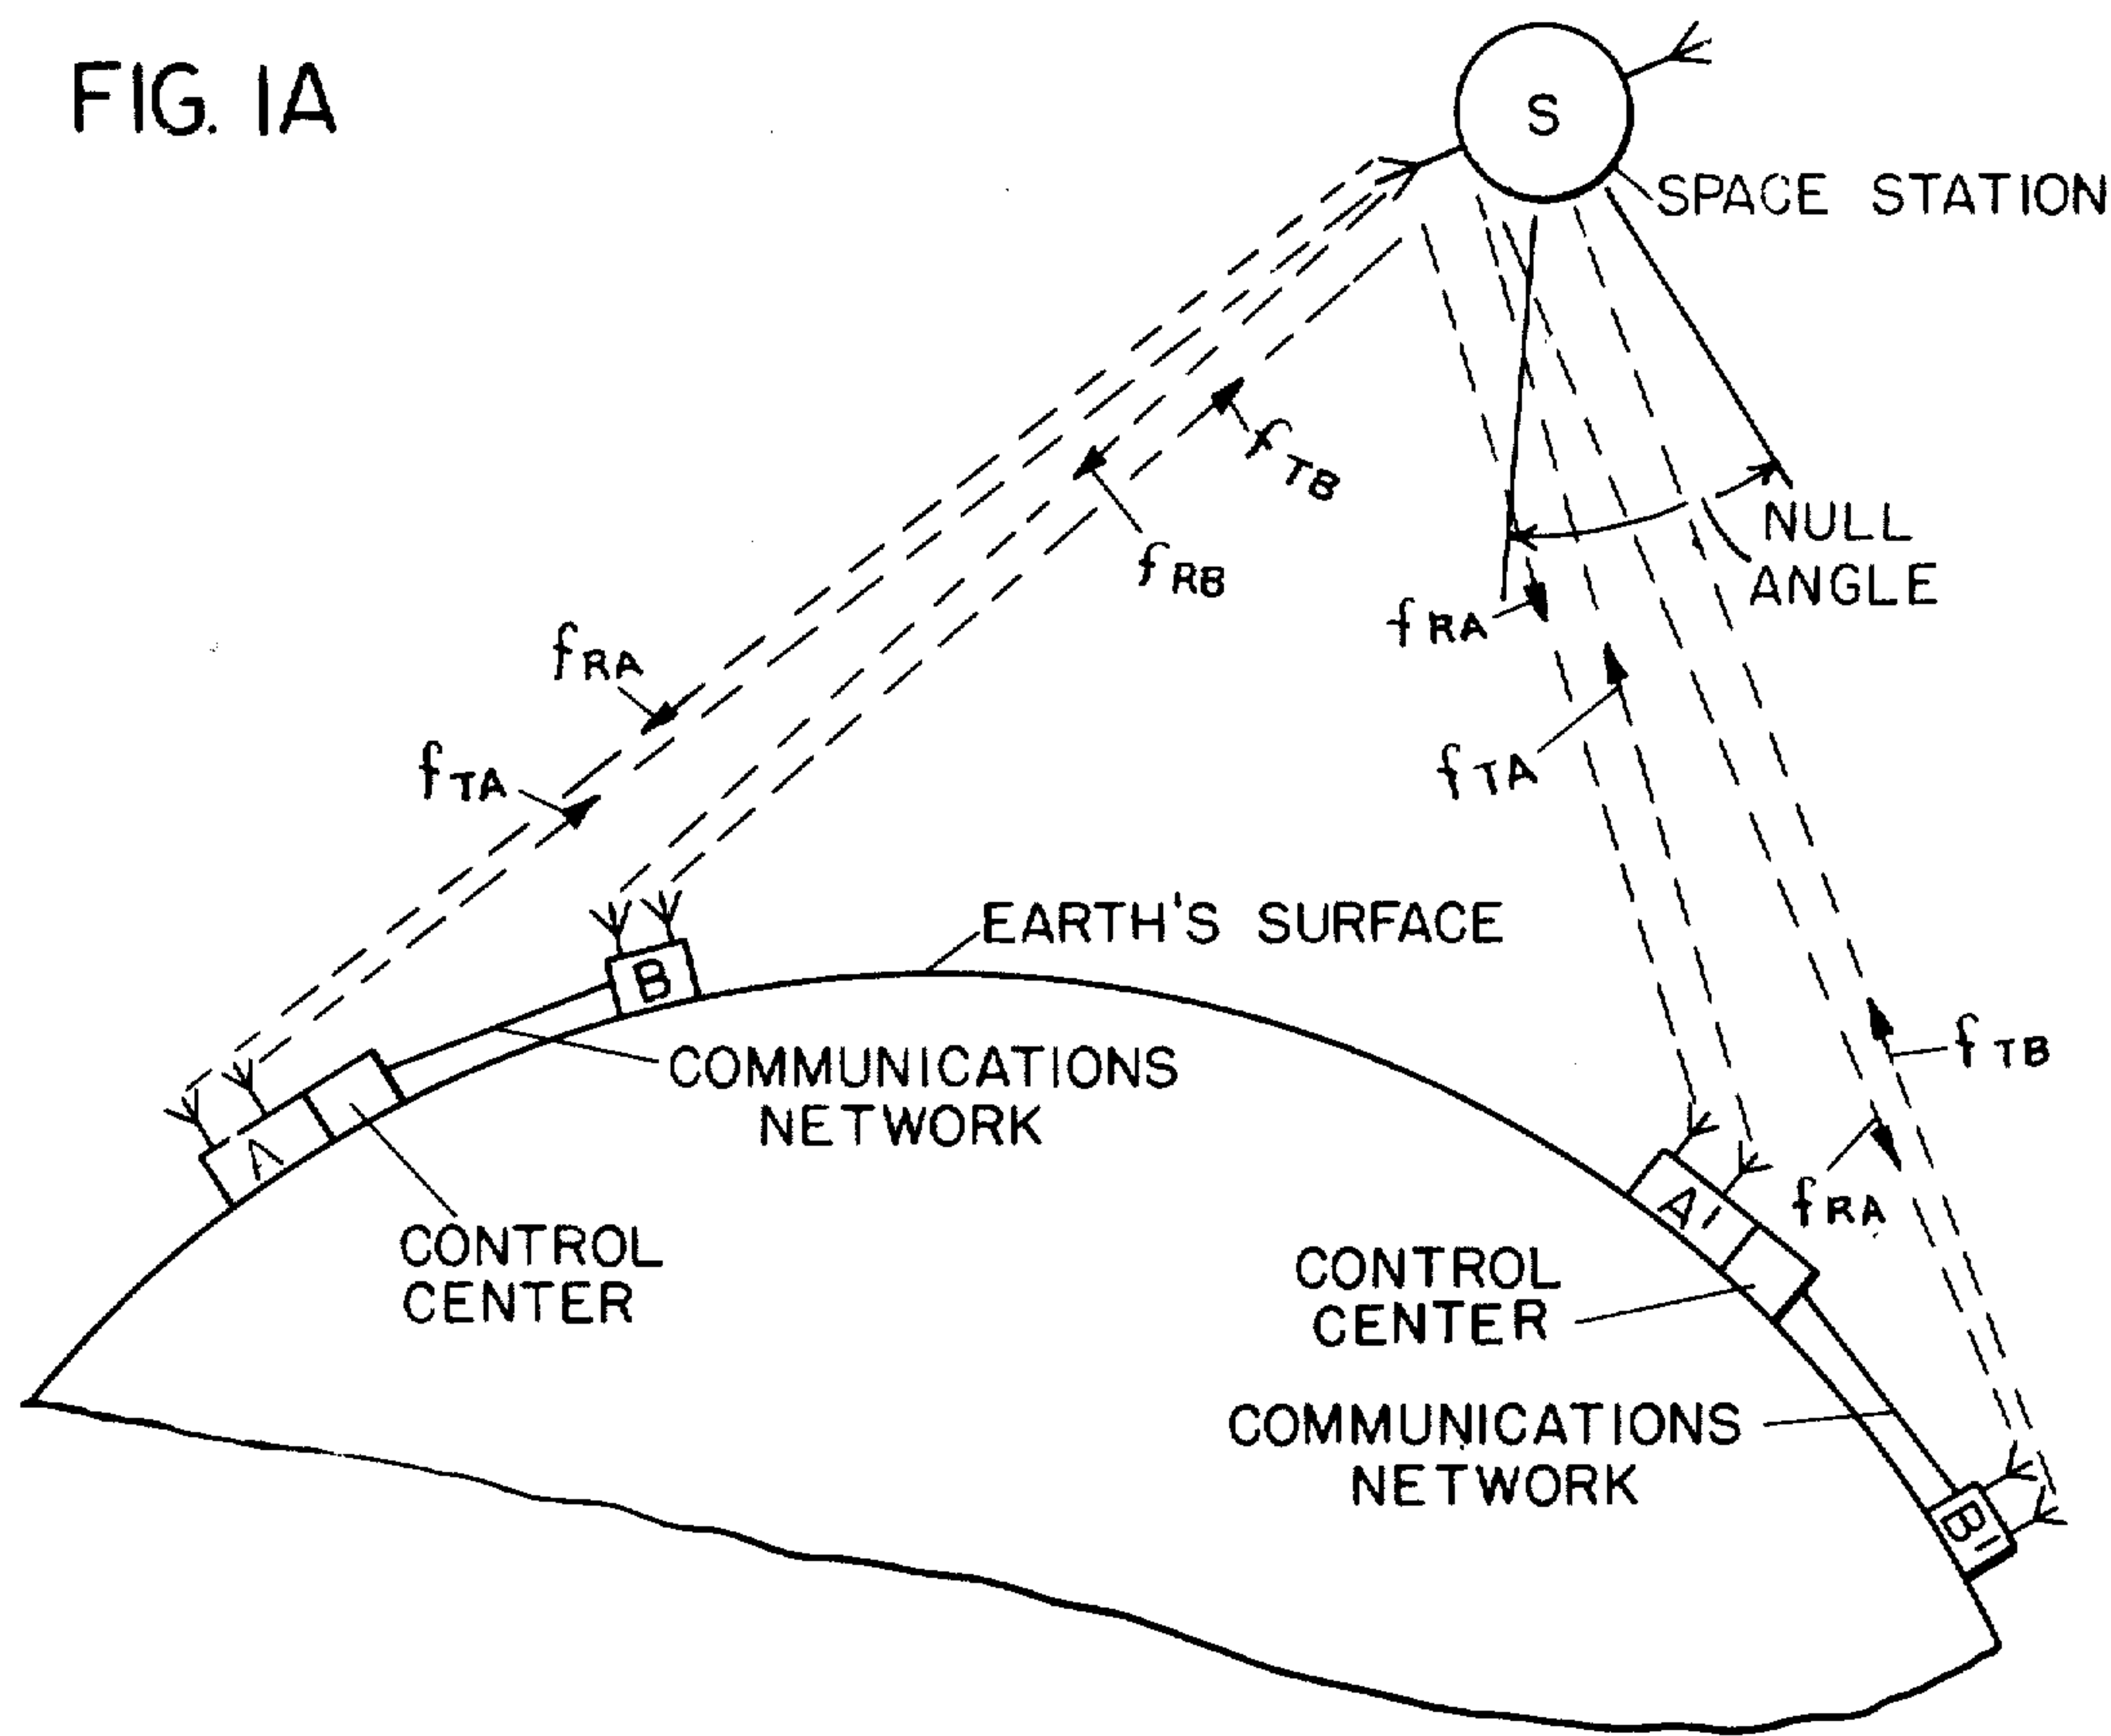 FIG. 1A
S
SPACE STATION
fTB
fRB
NULL
ANGLE
fRA
fRA
fTA
fTA
EARTH'S SURFACE
B
COMMUNICATIONS
NETWORK
fTB
A
A'
fRA
CONTROL
CENTER
CONTROL
CENTER
COMMUNICATIONS
NETWORK
B'